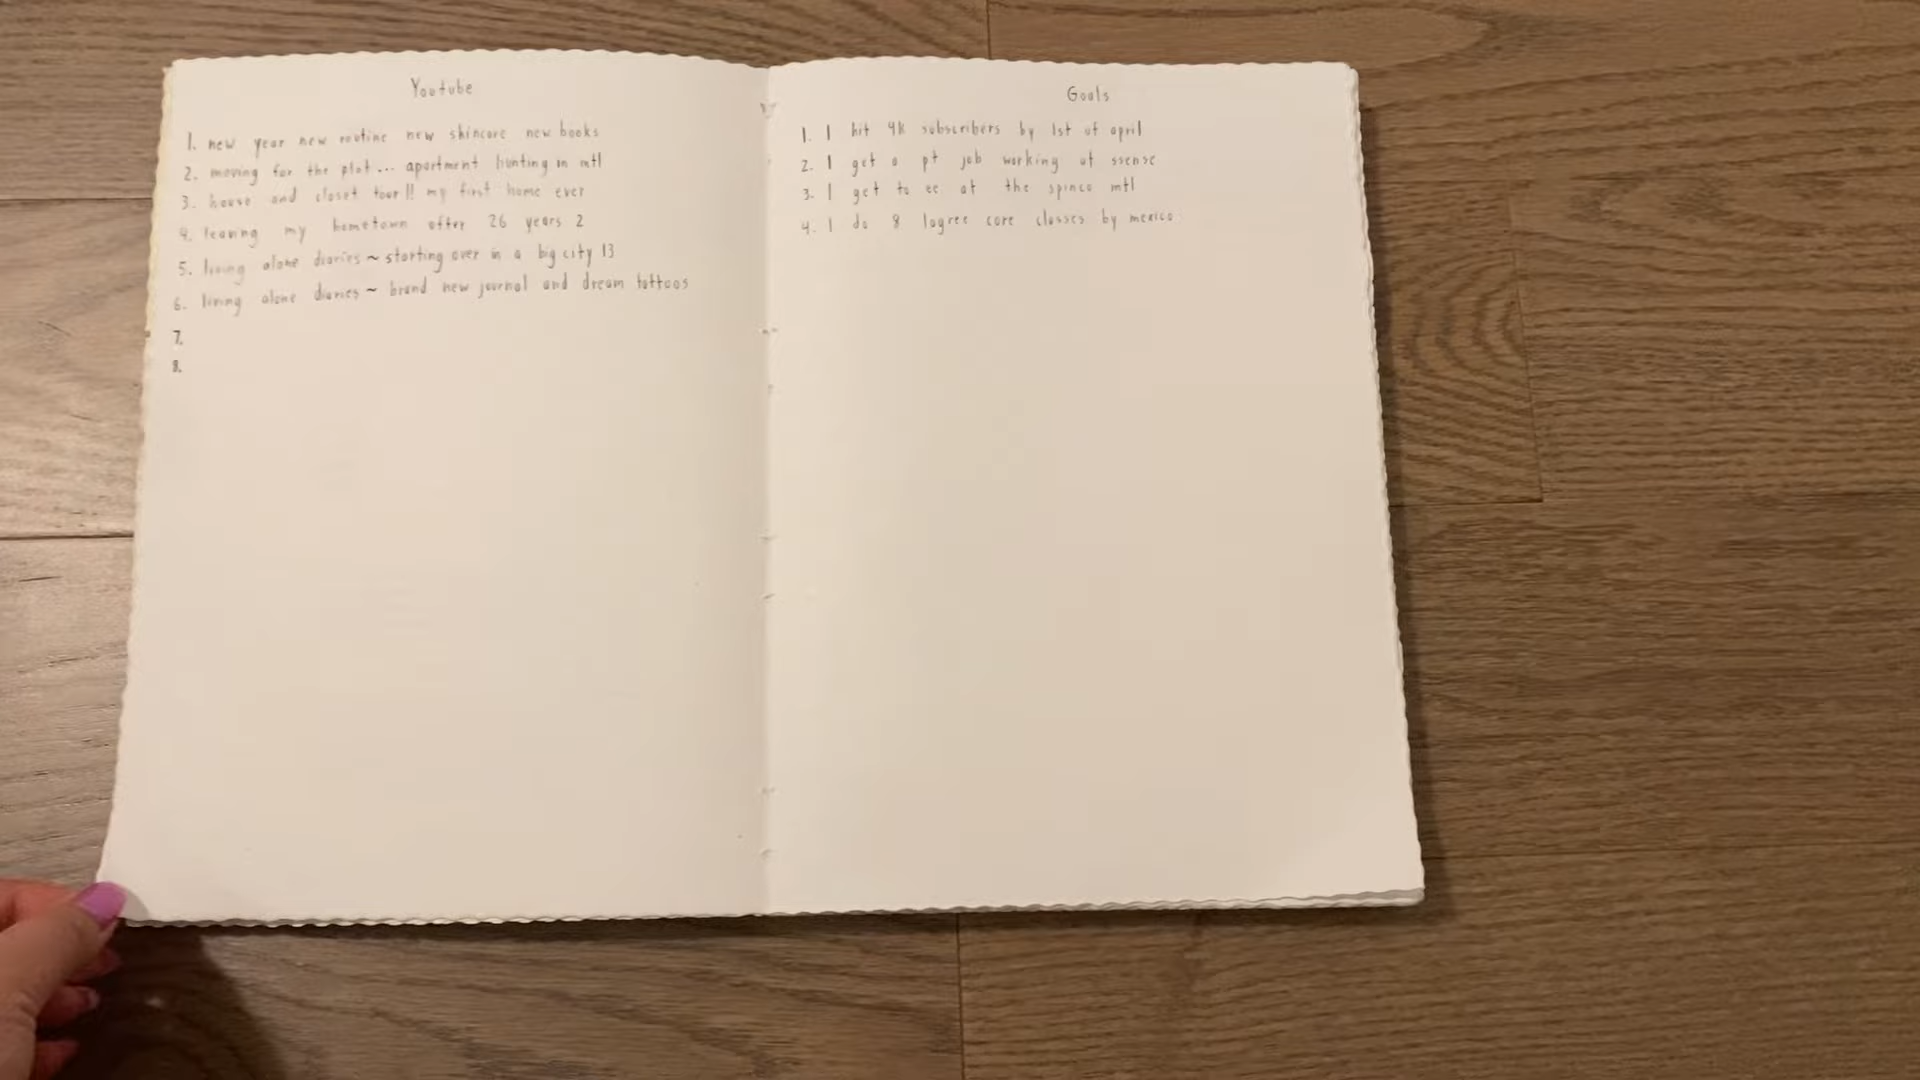 Youtube
1. new year new routine new skincare new books
2. moving for the plot... apartment hunting in mtl
3. house and closet tour!! my first home ever
4. leaving my hometown after 26 years 2
5. living alone diaries ~ starting over in a big city 13
6. living alone diaries ~ brand new journal and dream tattoos
7.
8.
Goals
1. I hit 4k subscribers by 1st of april
2. I get a pt job working at ssense
3. I get to ec at the spinco mtl
4. I do 8 lagree core classes by mexico